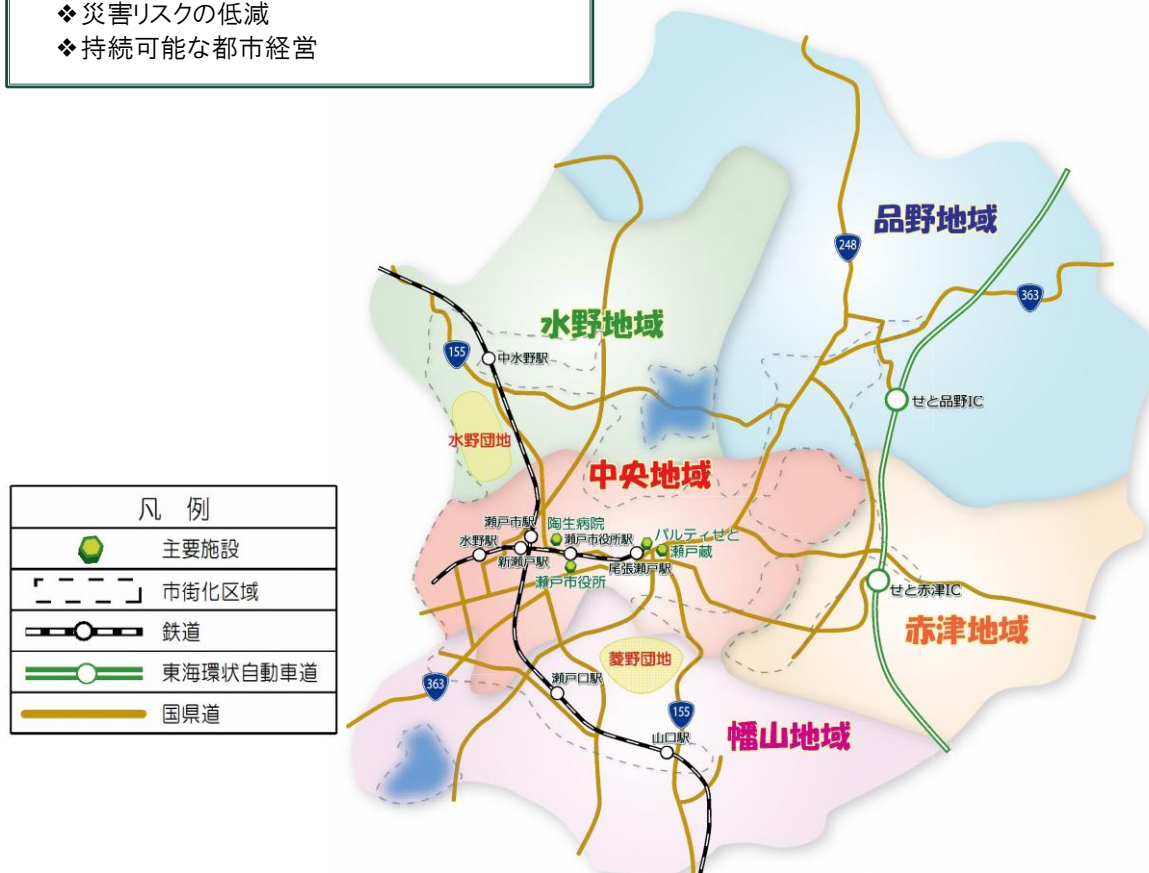 ❖災害リスクの低減
❖持続可能な都市経営
品野地域
248
363
水野地域
155
中水野駅
せと品野IC
水野団地
中央地域
瀬戸市駅
陶生病院
パルティせと
水野駅
瀬戸市役所駅
瀬戸蔵
新瀬戸駅
尾張瀬戸駅
瀬戸市役所
せと赤津IC
赤津地域
菱野団地
瀬戸口駅
363
155
山口駅
幡山地域
凡 例
主要施設
市街化区域
鉄道
東海環状自動車道
国県道